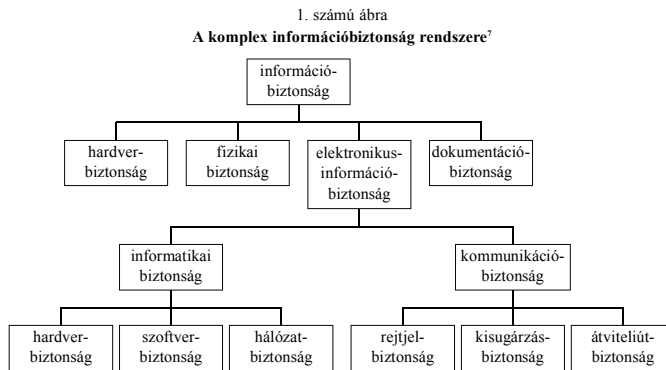 1. számú ábra
A komplex információbiztonság rendszere⁷
információ-
biztonság
hardver-
biztonság
fizikai
biztonság
elektronikus-
információ-
biztonság
dokumentáció-
biztonság
informatikai
biztonság
kommunikáció-
biztonság
hardver-
biztonság
szoftver-
biztonság
hálózat-
biztonság
rejtjel-
biztonság
kisugárzás-
biztonság
átviteliút-
biztonság